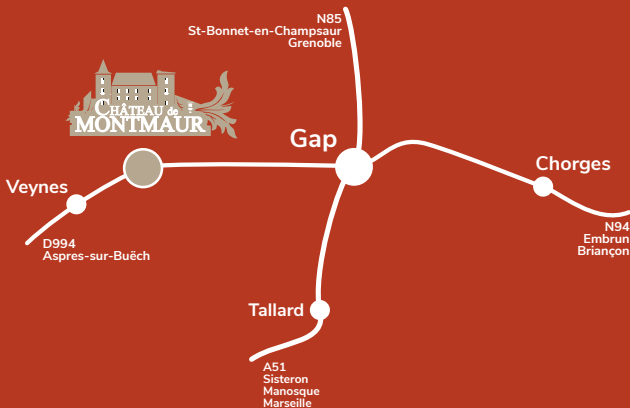 N85
St-Bonnet-en-Champsaur
Grenoble
CHÂTEAU de
MONTMAUR
Gap
Chorges
Veynes
N94
Embrun
Briançon
D994
Aspres-sur-Buëch
Tallard
A51
Sisteron
Manosque
Marseille